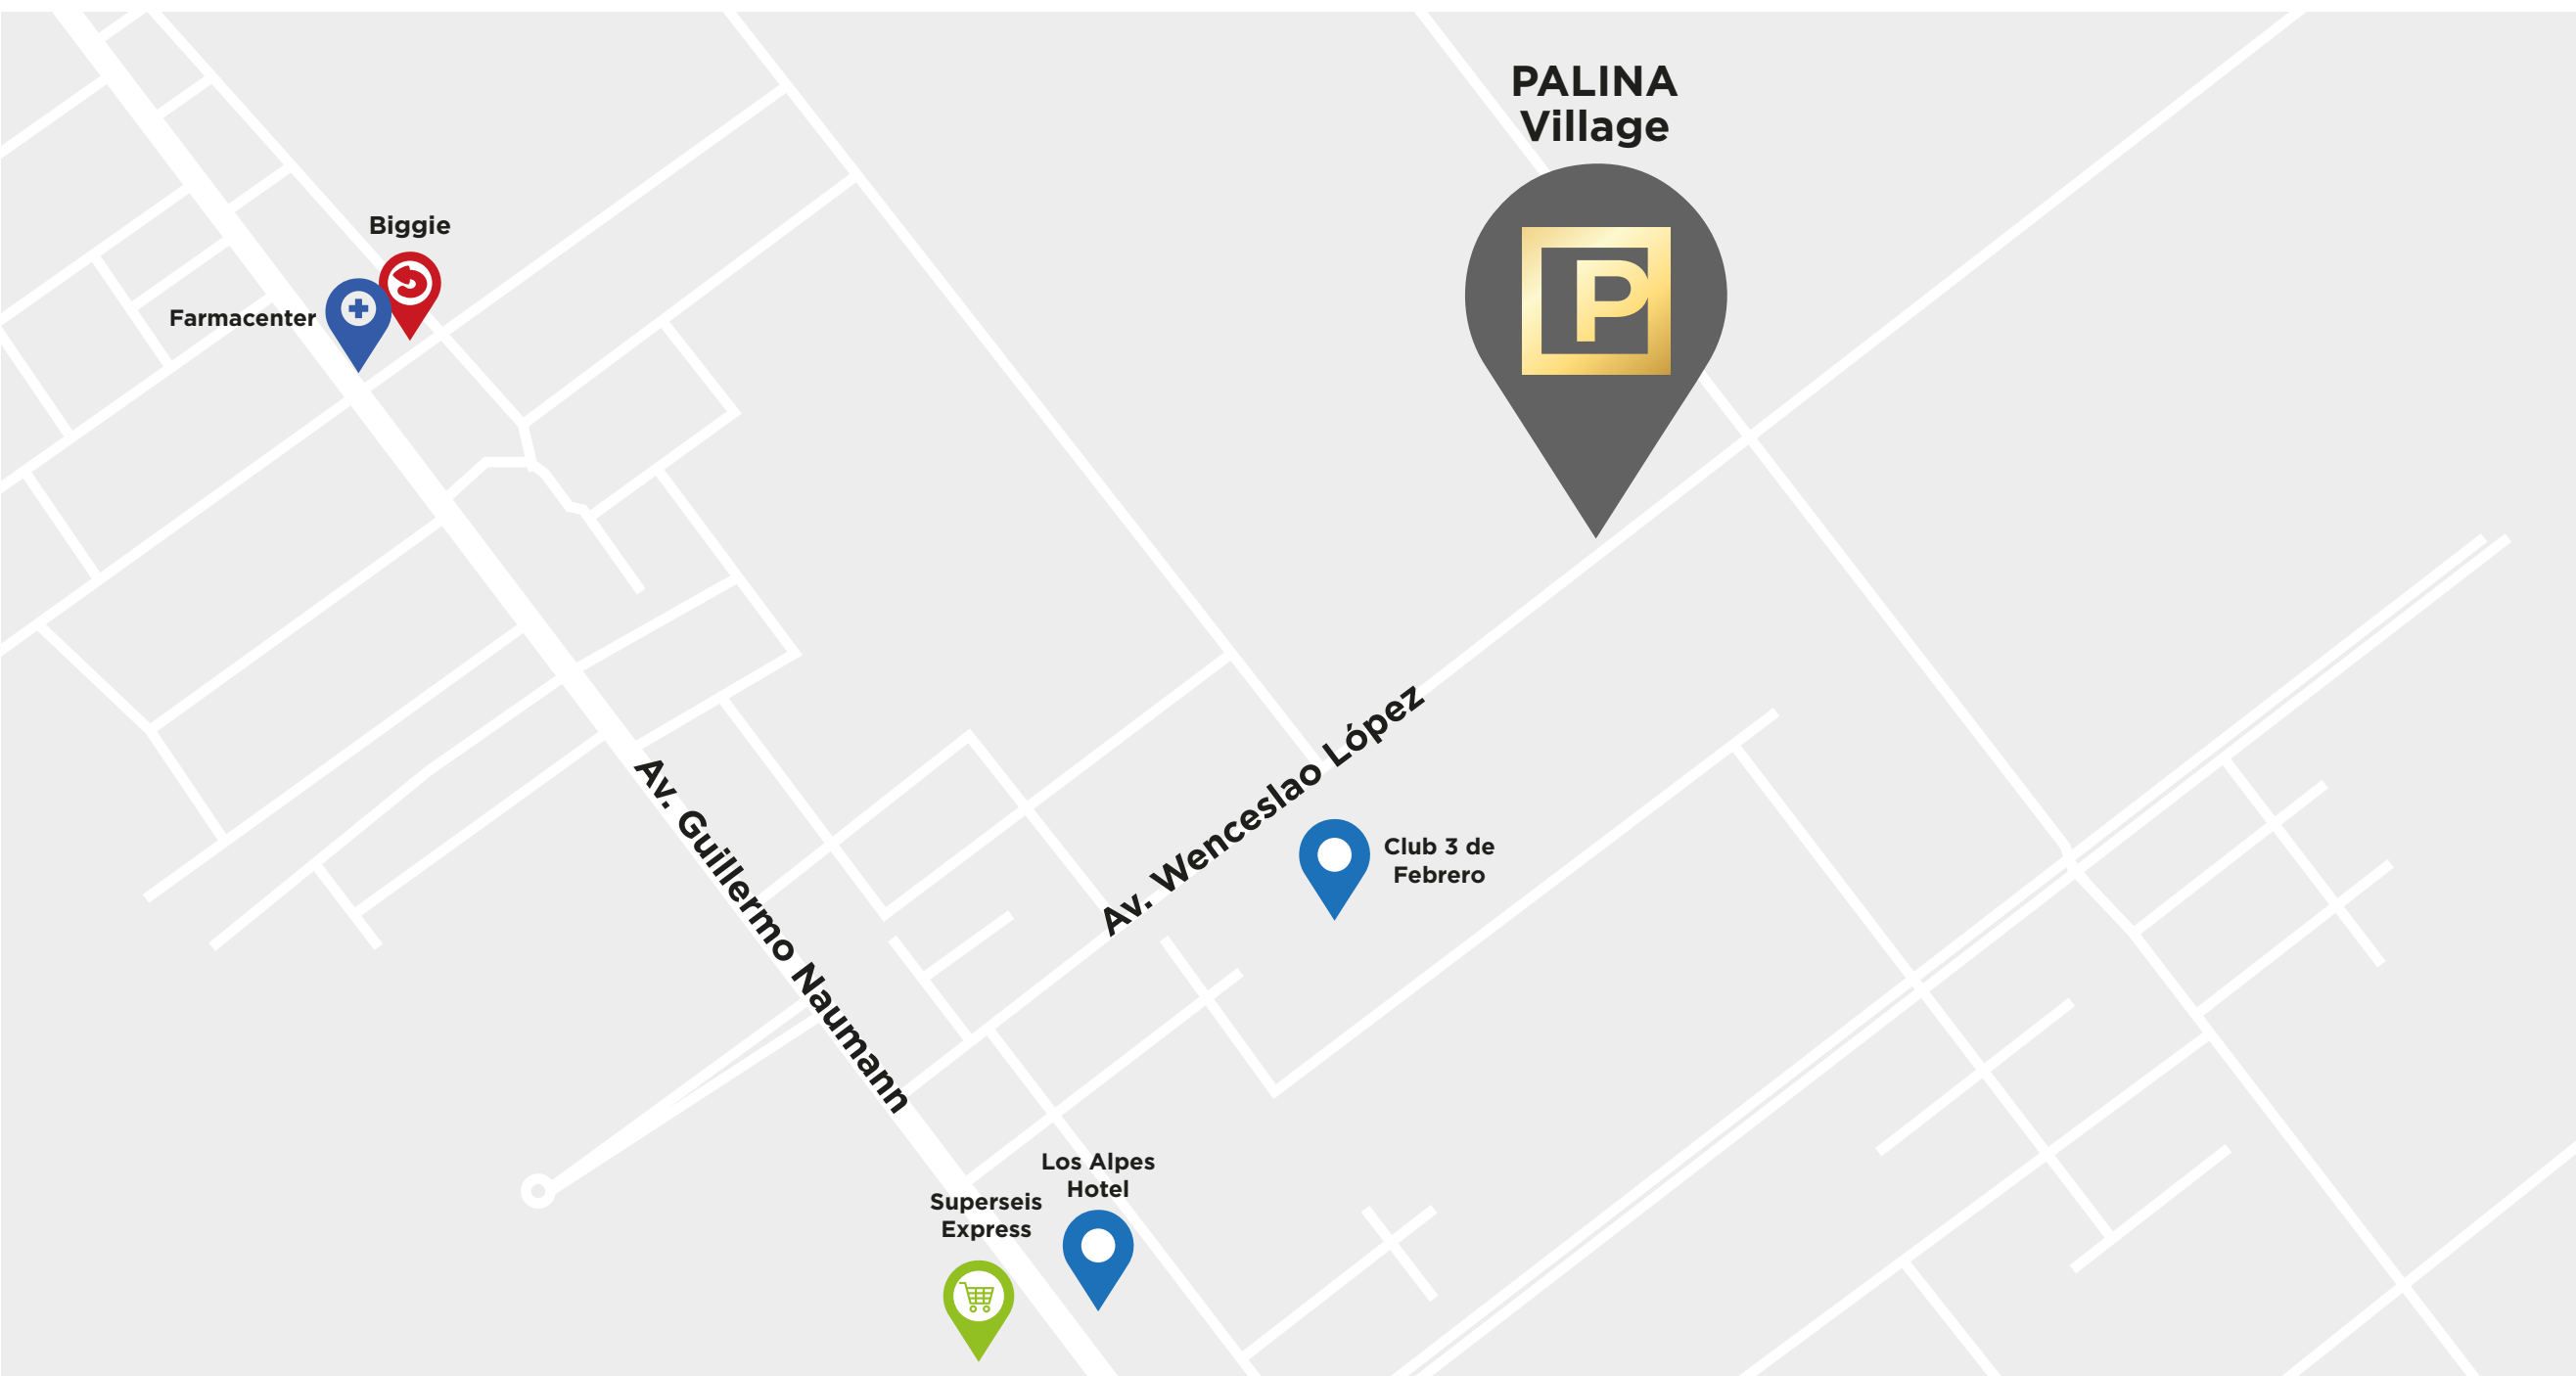 PALINA
Village
P
Biggie
Farmacenter
Av. Wenceslao López
Av. Guillermo Naumann
Club 3 de
Febrero
Los Alpes
Hotel
Superseis
Express